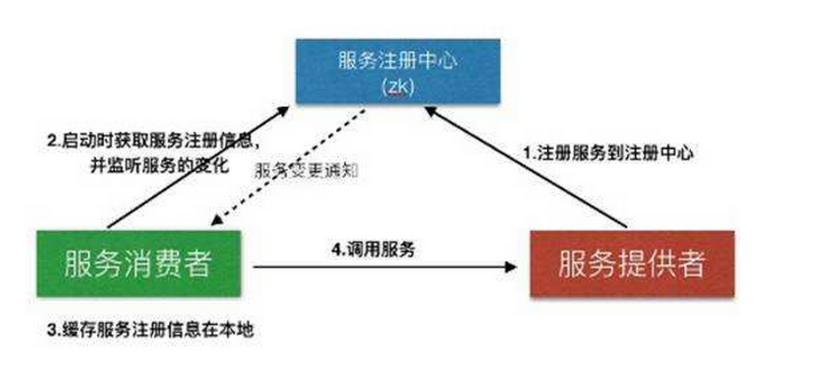 服务注册中心
(zk)
2.启动时获取服务注册信息，
并监听服务的变化
服务变更通知
1.注册服务到注册中心
服务消费者
4.调用服务
服务提供者
3.缓存服务注册信息在本地